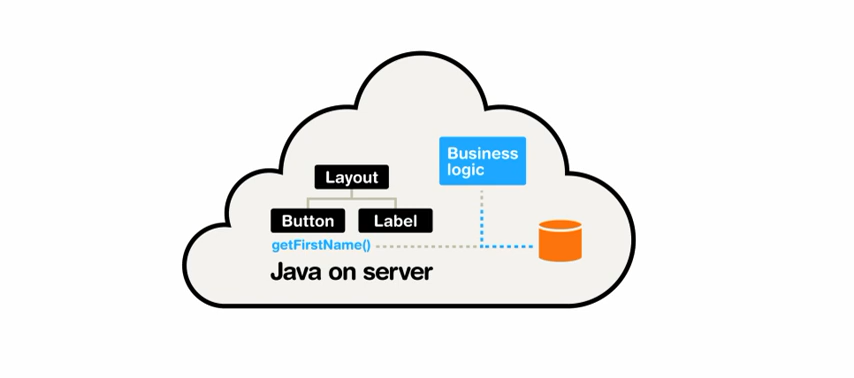 Business
logic
Layout
Button
Label
getFirstName()
Java on server